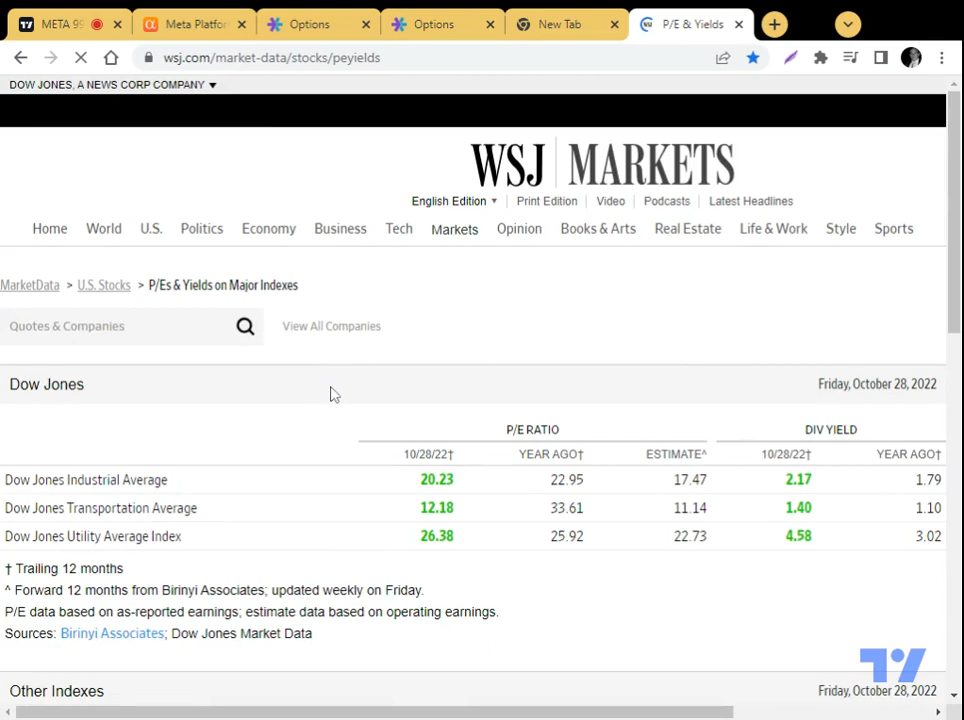 META 99
Meta Platfor
Options
Options
New Tab
P/E & Yields
wsj.com/market-data/stocks/peyields
DOW JONES, A NEWS CORP COMPANY
WSJ MARKETS
English Edition Print Edition Video Podcasts Latest Headlines
Home World U.S. Politics Economy Business Tech Markets Opinion Books & Arts Real Estate Life & Work Style Sports
MarketData > U.S. Stocks > P/Es & Yields on Major Indexes
Quotes & Companies View All Companies
Dow Jones Friday, October 28, 2022
P/E RATIO DIV YIELD
10/28/22† YEAR AGO† ESTIMATE^ 10/28/22† YEAR AGO†
Dow Jones Industrial Average 20.23 22.95 17.47 2.17 1.79
Dow Jones Transportation Average 12.18 33.61 11.14 1.40 1.10
Dow Jones Utility Average Index 26.38 25.92 22.73 4.58 3.02
† Trailing 12 months
^ Forward 12 months from Birinyi Associates; updated weekly on Friday.
P/E data based on as-reported earnings; estimate data based on operating earnings.
Sources: Birinyi Associates; Dow Jones Market Data
Other Indexes Friday, October 28, 2022